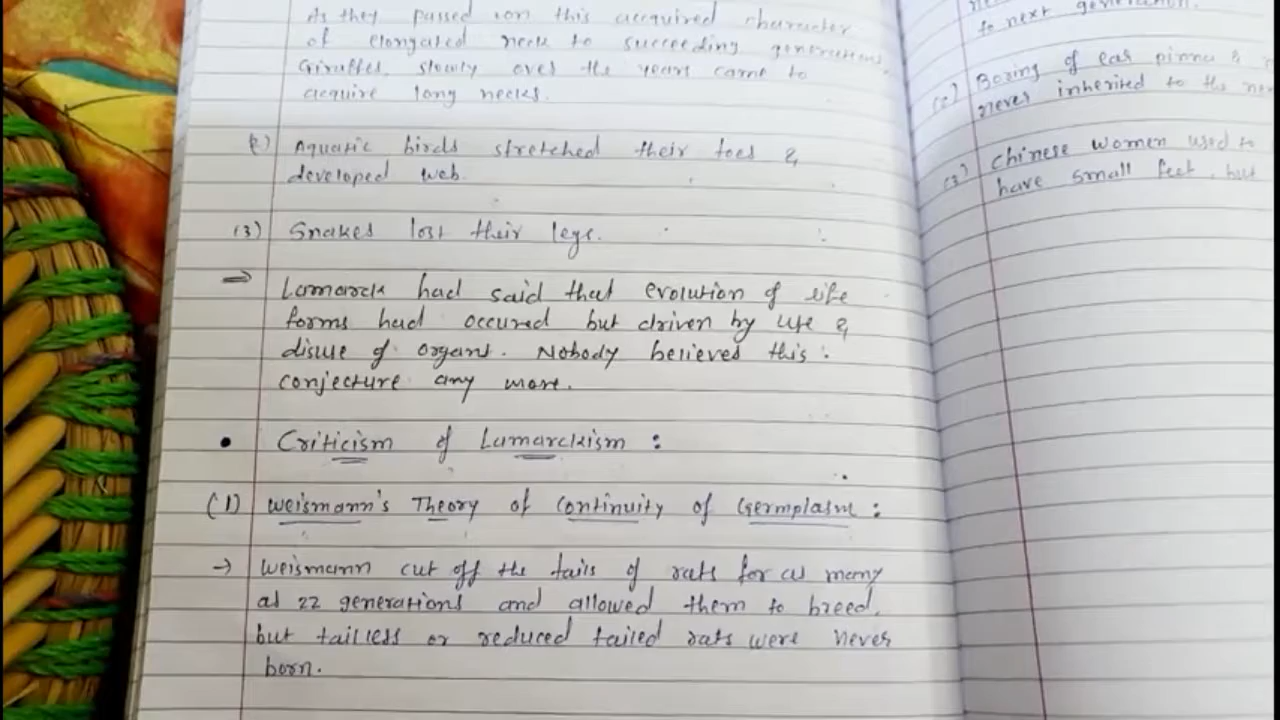 As they passed on this acequired character
of elongated neck to succeeding generations.
Giraffes, slowly over the years came to
acquire long necks.
Aquatic birds stretched their toes &
developed web.
(3) Snakes lost their legs.
⇒ Lamarck had said that evolution of life
forms had occured but driven by use &
disuse of organs. Nobody believes this
conjecture any more.
• Criticism of Lamarckism :
(1) Weismann's Theory of Continuity of Germplasm :
→ Weismann cut off the tails of rats for as many
as 22 generations and allowed them to breed,
but tailless or reduced tailed rats were never
born.
to next generation.
(2) Boring of ear pinna &
never inherited to the
(3) Chinese women used to
have small feet, but